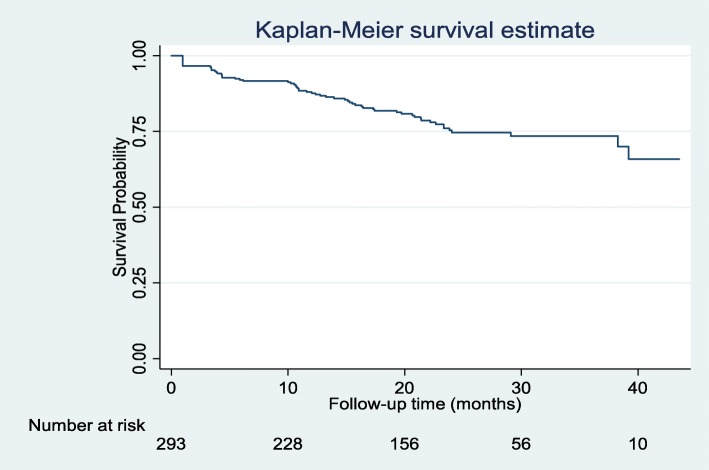 Kaplan-Meier survival estimate
Survival Probability
1.00
0.75
0.50
0.25
0.00
0 10 20 30 40
Follow-up time (months)
Number at risk
293 228 156 56 10